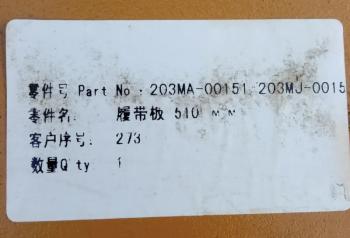 零件号 Part No：203MA-00151 203MJ-0015
零件名： 履带板 510 MM
客户序号： 273
数量Q'ty 1